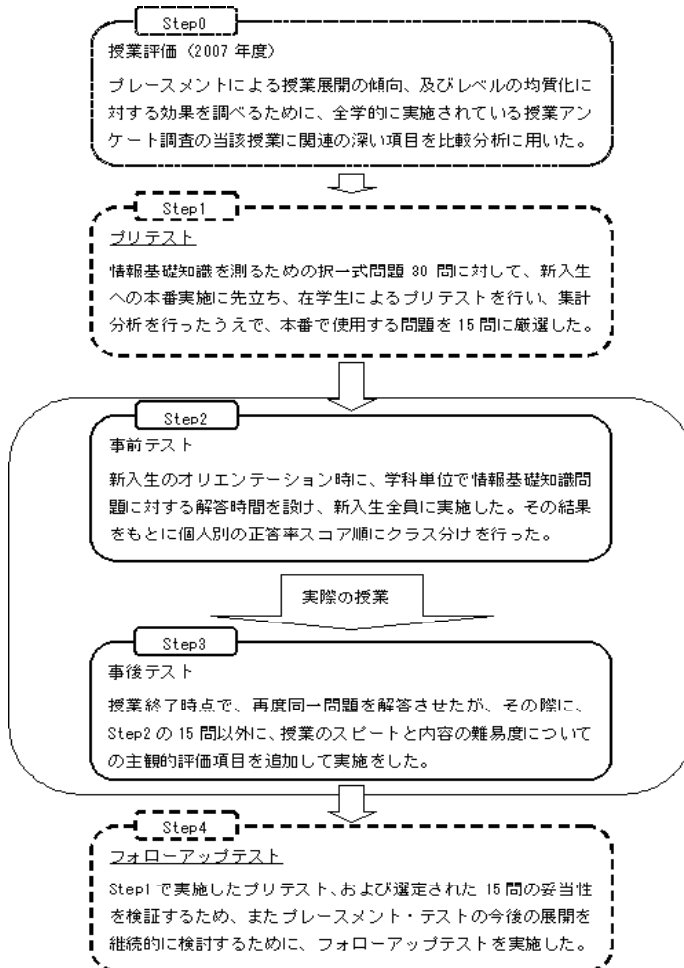 Step0
授業評価（2007 年度）
プレースメントによる授業展開の傾向、及びレベルの均質化に
対する効果を調べるために、全学的に実施されている授業アン
ケート調査の当該授業に関連の深い項目を比較分析に用いた。
Step1
プリテスト
情報基礎知識を測るための択一式問題 30 問に対して、新入生
への本番実施に先立ち、在学生によるプリテストを行い、集計
分析を行ったうえで、本番で使用する問題を 15 問に厳選した。
Step2
事前テスト
新入生のオリエンテーション時に、学科単位で情報基礎知識問
題に対する解答時間を設け、新入生全員に実施した。その結果
をもとに個人別の正答率スコア順にクラス分けを行った。
実際の授業
Step3
事後テスト
授業終了時点で、再度同一問題を解答させたが、その際に、
Step2 の 15 問以外に、授業のスピートと内容の難易度について
の主観的評価項目を追加して実施をした。
Step4
フォローアップテスト
Step1 で実施したプリテスト、および選定された 15 問の妥当性
を検証するため、またプレースメント・テストの今後の展開を
継続的に検討するために、フォローアップテストを実施した。